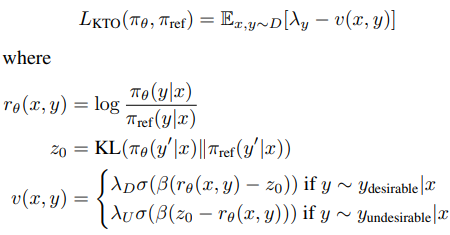 L_KTO(π_θ, π_ref) = 𝔼_{x,y∼D}[λ_y − v(x, y)]
where
r_θ(x, y) = log π_θ(y|x) / π_ref(y|x)
z_0 = KL(π_θ(y′|x)‖π_ref(y′|x))
v(x, y) = { λ_D σ(β(r_θ(x, y) − z_0)) if y ∼ y_desirable|x
λ_U σ(β(z_0 − r_θ(x, y))) if y ∼ y_undesirable|x